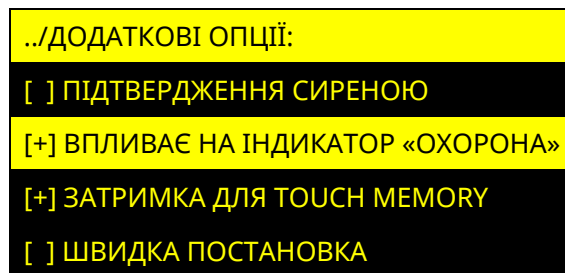 ../ДОДАТКОВІ ОПЦІЇ:
[ ] ПІДТВЕРДЖЕННЯ СИРЕНОЮ
[+] ВПЛИВАЄ НА ІНДИКАТОР «ОХОРОНА»
[+] ЗАТРИМКА ДЛЯ TOUCH MEMORY
[ ] ШВИДКА ПОСТАНОВКА